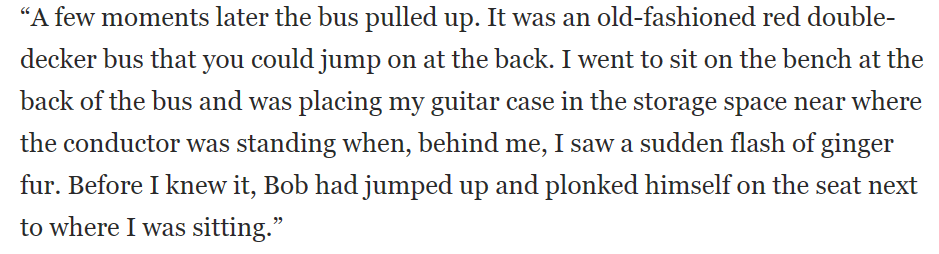 “A few moments later the bus pulled up. It was an old-fashioned red double-
decker bus that you could jump on at the back. I went to sit on the bench at the
back of the bus and was placing my guitar case in the storage space near where
the conductor was standing when, behind me, I saw a sudden flash of ginger
fur. Before I knew it, Bob had jumped up and plonked himself on the seat next
to where I was sitting.”